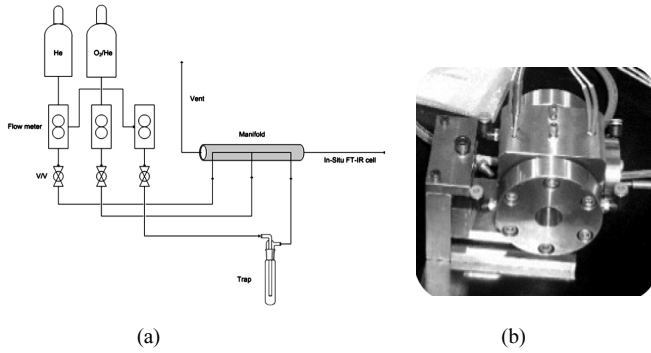 He
O₂/He
Flow meter
Vent
Manifold
In-Situ FT-IR cell
V/V
Trap
(a)
(b)